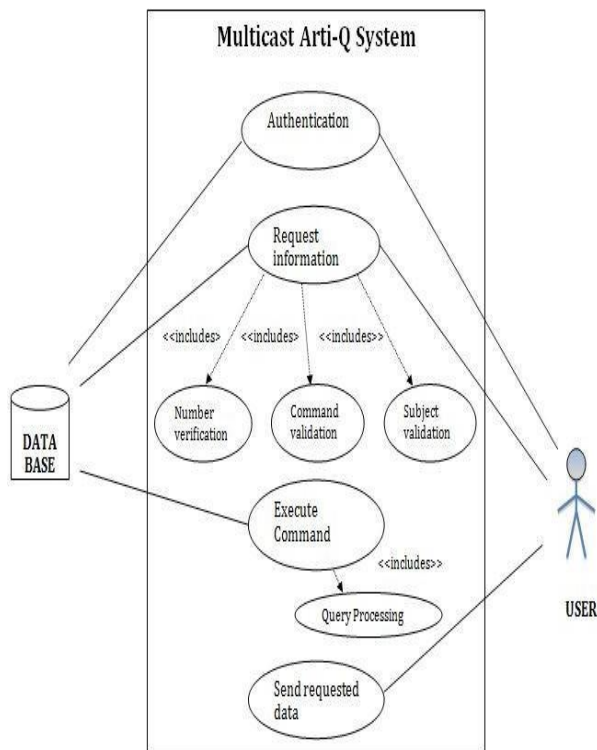 Multicast Arti-Q System
Authentication
Request
information
<<includes>
<<includes>
<<includes>>
Number
verification
Command
validation
Subject
validation
DATA
BASE
Execute
Command
<<includes>>
Query Processing
USER
Send requested
data